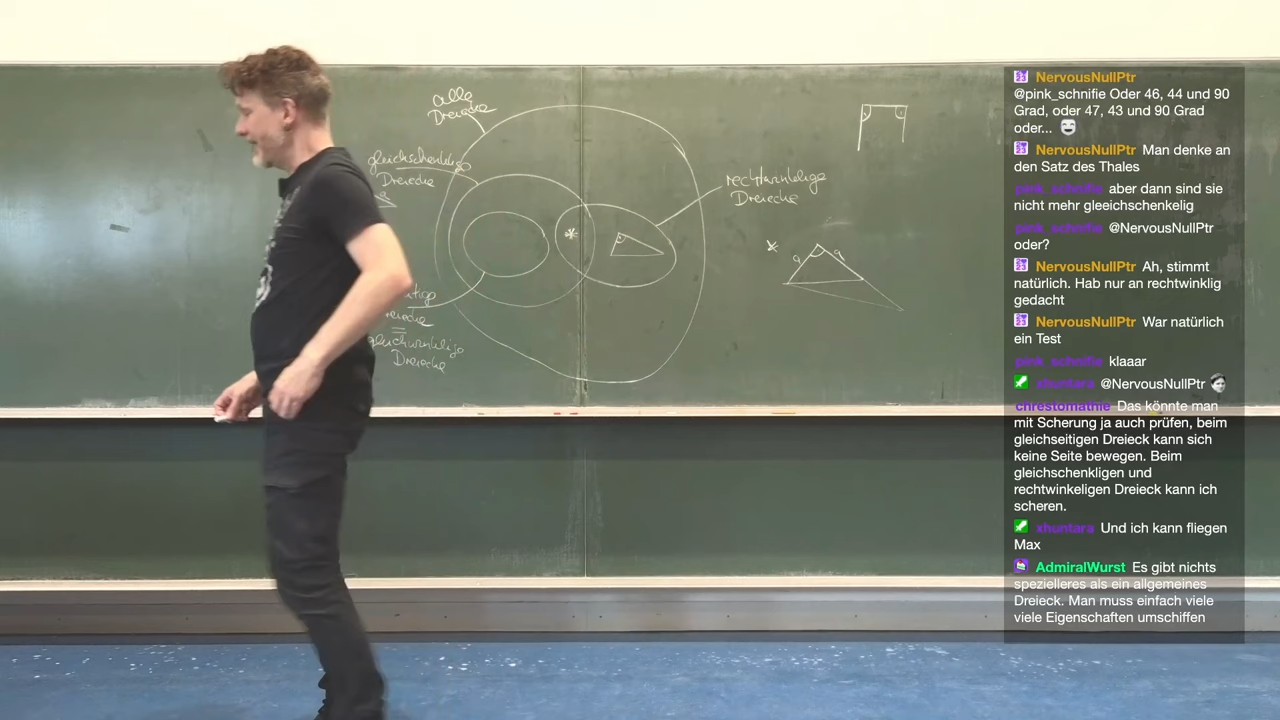 alle
Dreiecke
gleichschenklige
Dreiecke
a
rechtwinklige
Dreiecke
*
*
a
a
Dreiecke
=
gleichwinklige
Dreiecke
NervousNullPtr
@pink_schnifie Oder 46, 44 und 90
Grad, oder 47, 43 und 90 Grad
oder...
NervousNullPtr Man denke an
den Satz des Thales
pink_schnifie aber dann sind sie
nicht mehr gleeichschenkelig
pink_schnifie @NervousNullPtr
oder?
NervousNullPtr Ah, stimmt
natürlich. Hab nur an rechtwinklig
gedacht
NervousNullPtr War natürlich
ein Test
pink_schnifie klaaar
xhuntara @NervousNullPtr
chrestomathie Das könnte man
mit Scherung ja auch prüfen, beim
gleichseitigen Dreieck kann sich
keine Seite bewegen. Beim
gleichschenkligen und
rechtwinkeligen Dreieck kann ich
scheren.
xhuntara Und ich kann fliegen
Max
AdmiralWurst Es gibt nichts
spezielleres als ein allgemeines
Dreieck. Man muss einfach viele
viele Eigenschaften umschiffen